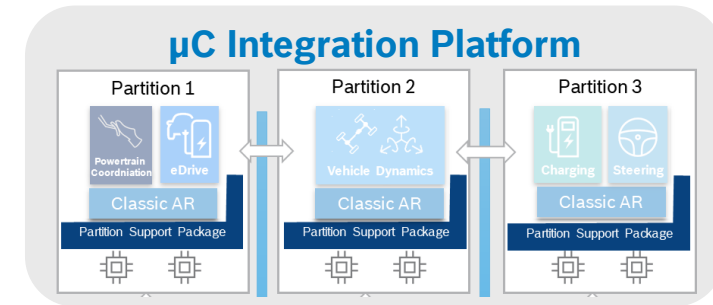 µC Integration Platform
Partition 1
Partition 2
Partition 3
Powertrain
Coordniation
eDrive
Vehicle Dynamics
Charging
Steering
Classic AR
Classic AR
Classic AR
Partition Support Package
Partition Support Package
Partition Support Package